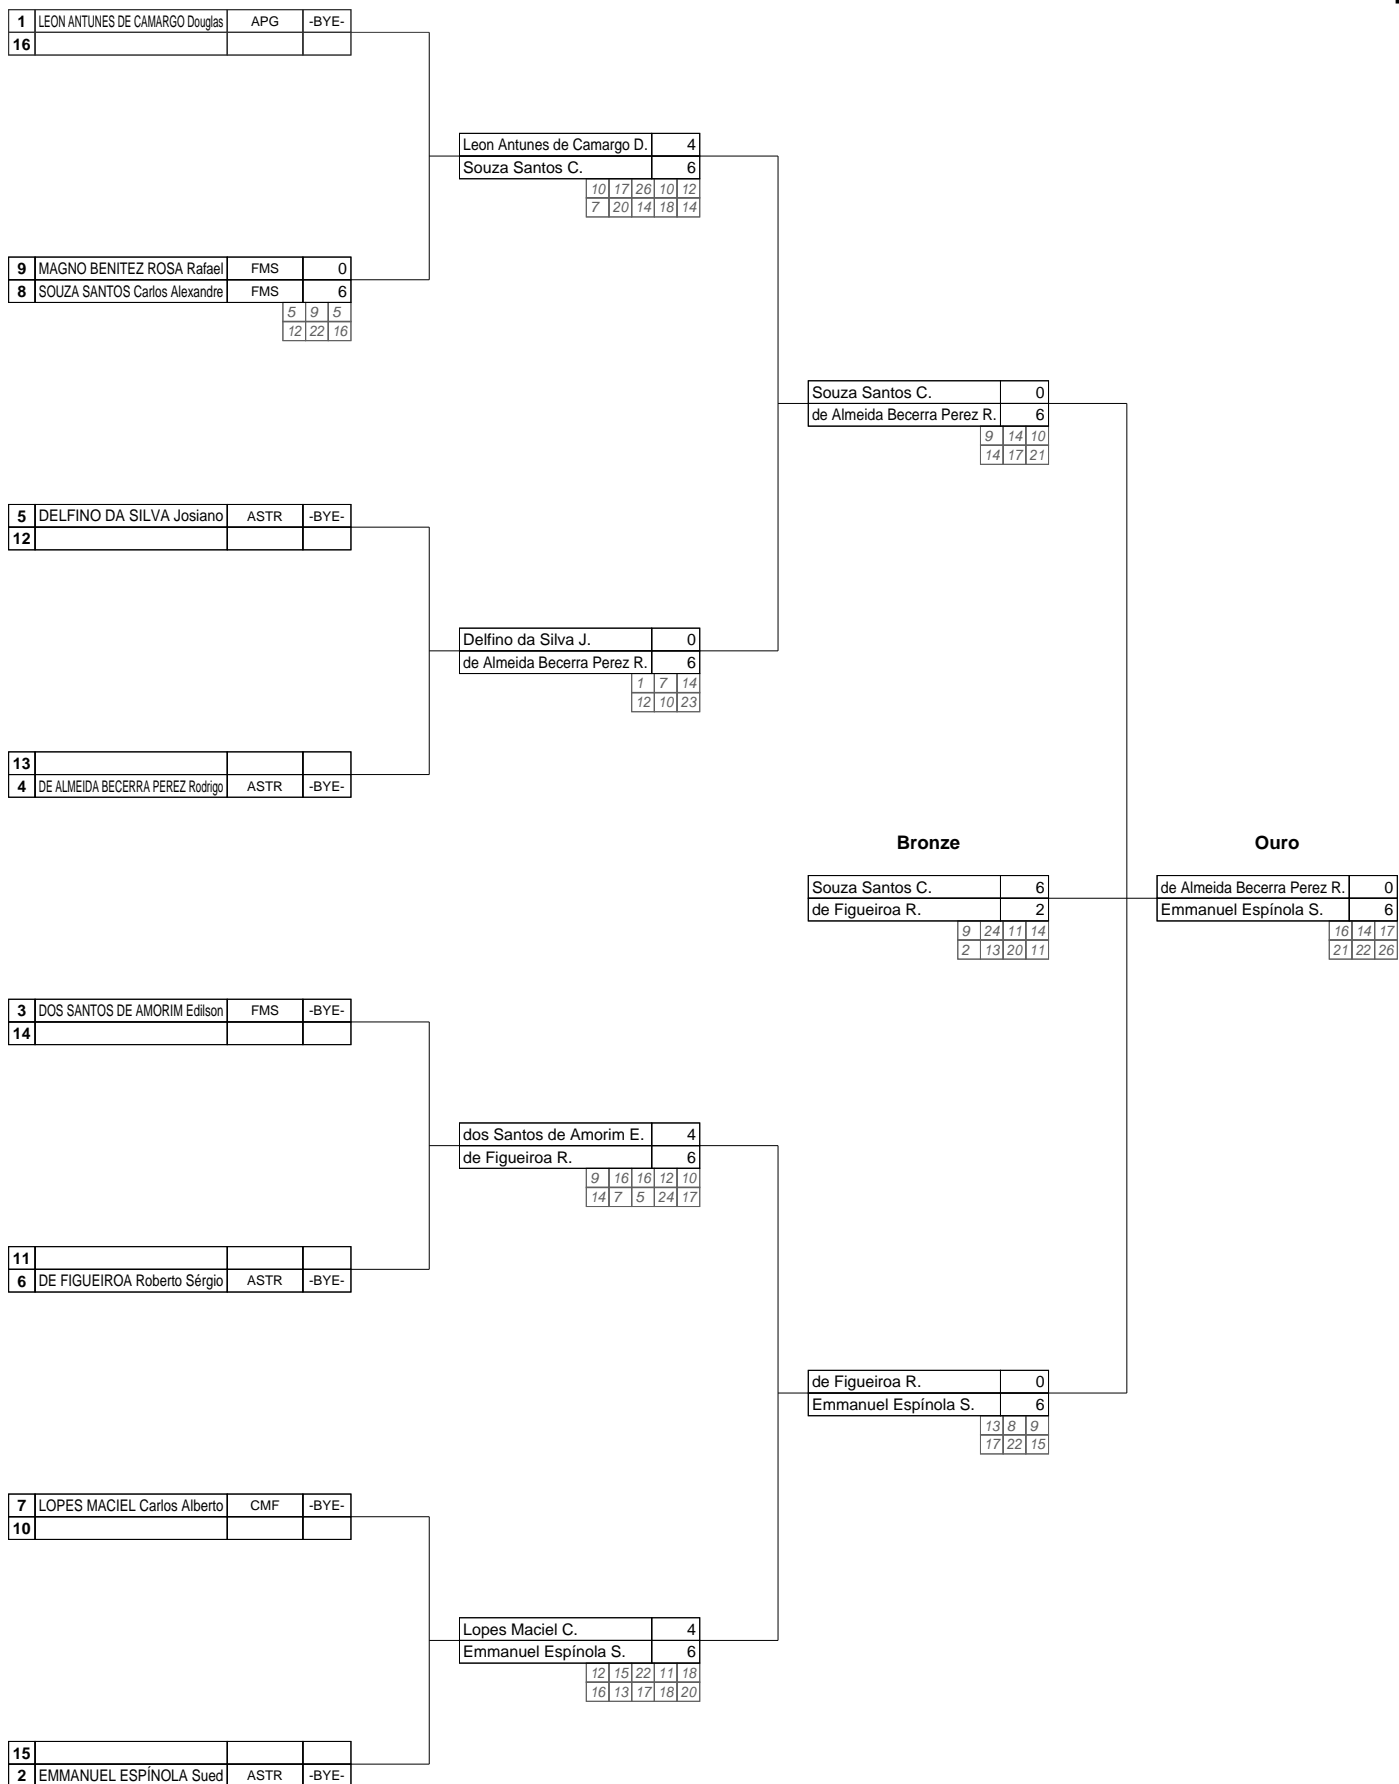 1 LEON ANTUNES DE CAMARGO Douglas APG -BYE-
16
Leon Antunes de Camargo D. 4
Souza Santos C. 6
10 17 26 10 12
7 20 14 18 14
9 MAGNO BENITEZ ROSA Rafael FMS 0
8 SOUZA SANTOS Carlos Alexandre FMS 6
5 9 5
12 22 16
Souza Santos C. 0
de Almeida Becerra Perez R. 6
9 14 10
14 17 21
5 DELFINO DA SILVA Josiano ASTR -BYE-
12
Delfino da Silva J. 0
de Almeida Becerra Perez R. 6
1 7 14
12 10 23
13
4 DE ALMEIDA BECERRA PEREZ Rodrigo ASTR -BYE-
Bronze Ouro
Souza Santos C. 6 de Almeida Becerra Perez R. 0
de Figueiroa R. 2 Emmanuel Espínola S. 6
9 24 11 14 16 14 17
2 13 20 11 21 22 26
3 DOS SANTOS DE AMORIM Edilson FMS -BYE-
14
dos Santos de Amorim E. 4
de Figueiroa R. 6
9 16 16 12 10
14 7 5 24 17
11
6 DE FIGUEIROA Roberto Sérgio ASTR -BYE-
de Figueiroa R. 0
Emmanuel Espínola S. 6
13 8 9
17 22 15
7 LOPES MACIEL Carlos Alberto CMF -BYE-
10
Lopes Maciel C. 4
Emmanuel Espínola S. 6
12 15 22 11 18
16 13 17 18 20
15
2 EMMANUEL ESPÍNOLA Sued ASTR -BYE-